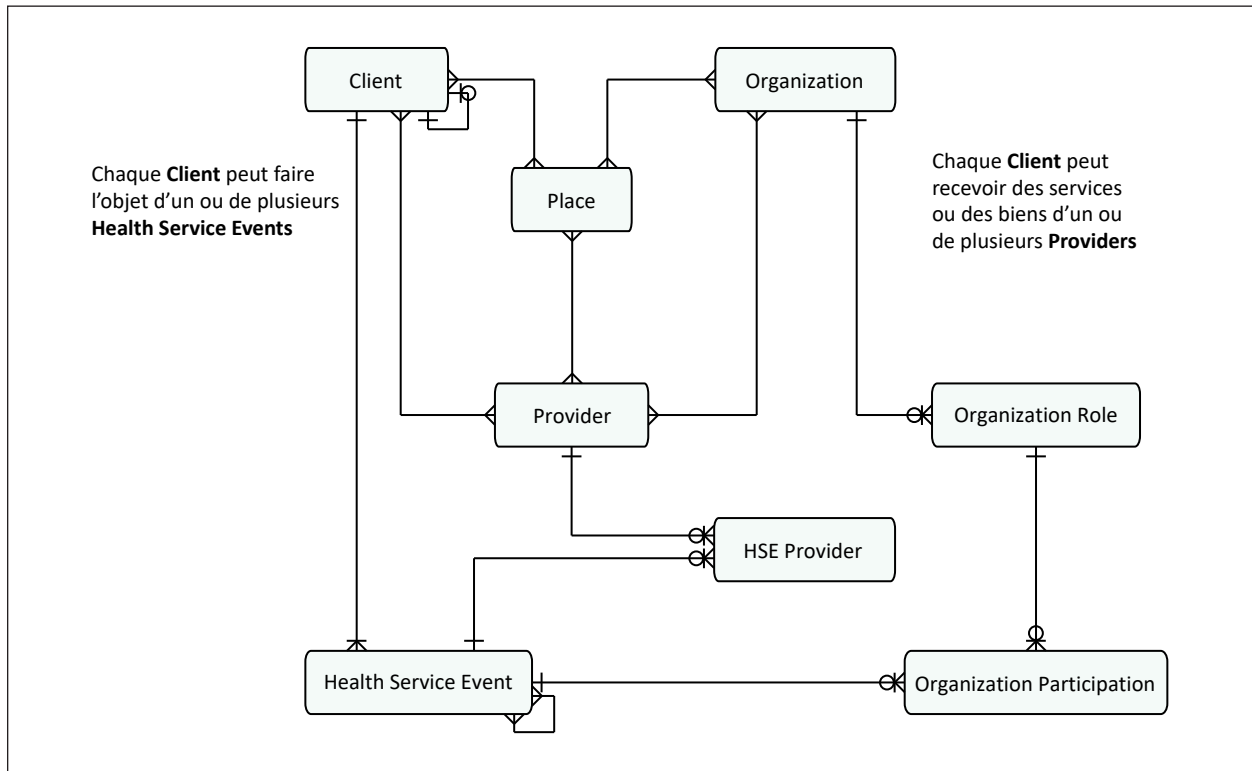 Client
Organization
Chaque Client peut faire
l'objet d'un ou de plusieurs
Health Service Events
Chaque Client peut
recevoir des services
ou des biens d'un ou
de plusieurs Providers
Place
Provider
Organization Role
HSE Provider
Health Service Event
Organization Participation